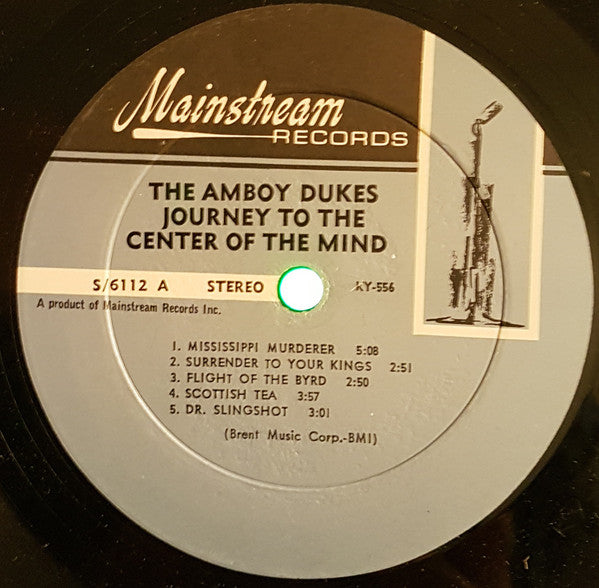 Mainstream
RECORDS
THE AMBOY DUKES
JOURNEY TO THE
CENTER OF THE MIND
S/6112 A STEREO KY-556
A product of Mainstream Records Inc.
1. MISSISSIPPI MURDERER 5:08
2. SURRENDER TO YOUR KINGS 2:51
3. FLIGHT OF THE BYRD 2:50
4. SCOTTISH TEA 3:57
5. DR. SLINGSHOT 3:01
(Brent Music Corp.-BMI)